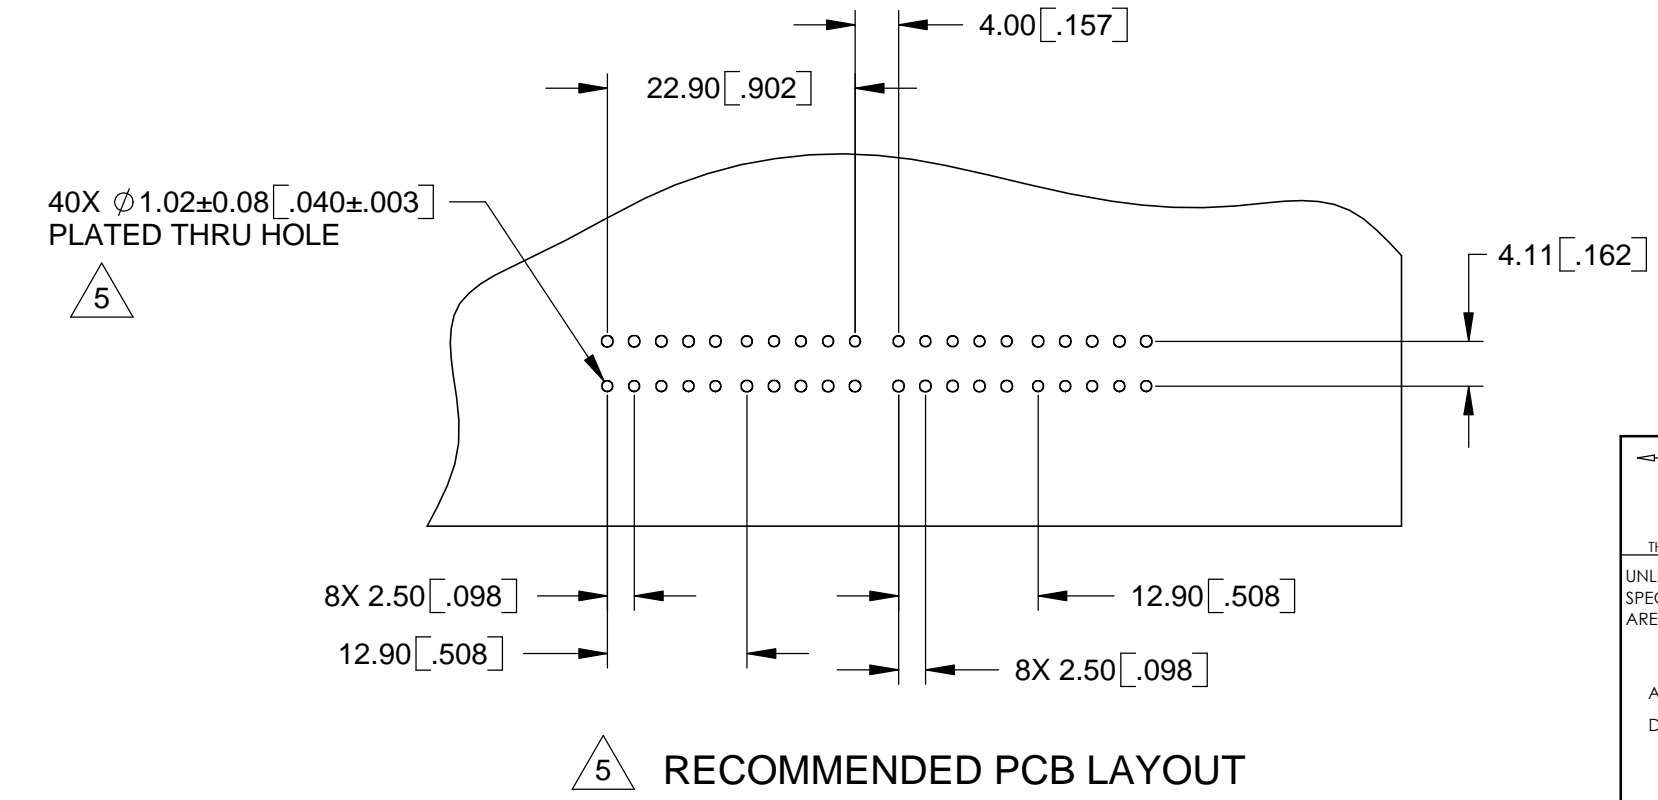 4.00[.157]
22.90[.902]
40X ∅1.02±0.08[.040±.003]
PLATED THRU HOLE
5
4.11[.162]
8X 2.50[.098]
12.90[.508]
12.90[.508]
8X 2.50[.098]
5 RECOMMENDED PCB LAYOUT